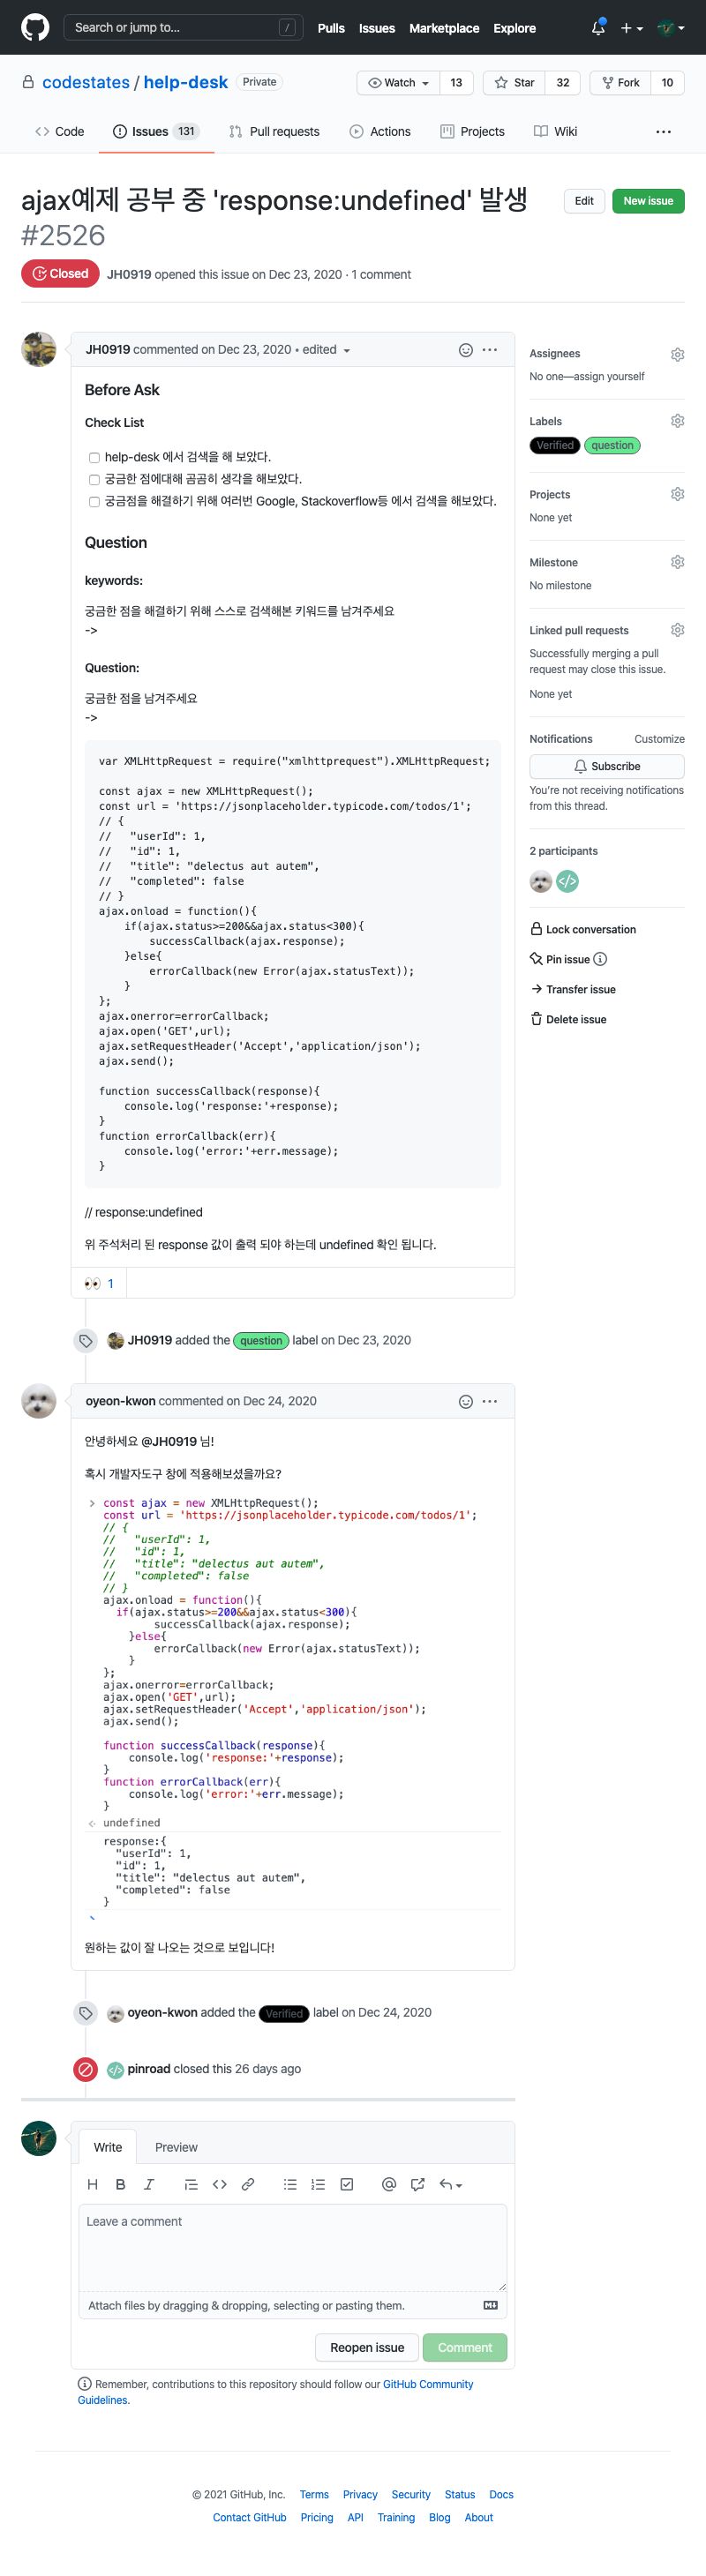 Search or jump to...
/
Pulls Issues Marketplace Explore
codestates / help-desk Private
Watch 13 Star 32 Fork 10
Code Issues 131 Pull requests Actions Projects Wiki
ajax예제 공부 중 'response:undefined' 발생
#2526
Edit New issue
Closed JH0919 opened this issue on Dec 23, 2020 · 1 comment
JH0919 commented on Dec 23, 2020 • edited
Before Ask
Check List
help-desk 에서 검색을 해 보았다.
궁금한 점에대해 곰곰히 생각을 해보았다.
궁금점을 해결하기 위해 여러번 Google, Stackoverflow등 에서 검색을 해보았다.
Question
keywords:
궁금한 점을 해결하기 위해 스스로 검색해본 키워드를 남겨주세요
->
Question:
궁금한 점을 남겨주세요
->
var XMLHttpRequest = require("xmlhttprequest").XMLHttpRequest;
const ajax = new XMLHttpRequest();
const url = 'https://jsonplaceholder.typicode.com/todos/1';
// {
//   "userId": 1,
//   "id": 1,
//   "title": "delectus aut autem",
//   "completed": false
// }
ajax.onload = function(){
    if(ajax.status>=200&&ajax.status<300){
        successCallback(ajax.response);
    }else{
        errorCallback(new Error(ajax.statusText));
    }
};
ajax.onerror=errorCallback;
ajax.open('GET',url);
ajax.setRequestHeader('Accept','application/json');
ajax.send();
function successCallback(response){
    console.log('response:'+response);
}
function errorCallback(err){
    console.log('error:'+err.message);
}
// response:undefined
위 주석처리 된 response 값이 출력 되야 하는데 undefined 확인 됩니다.
👀 1
JH0919 added the question label on Dec 23, 2020
oyeon-kwon commented on Dec 24, 2020
안녕하세요 @JH0919 님!
혹시 개발자도구 창에 적용해보셨을까요?
> const ajax = new XMLHttpRequest();
const url = 'https://jsonplaceholder.typicode.com/todos/1';
// {
//   "userId": 1,
//   "id": 1,
//   "title": "delectus aut autem",
//   "completed": false
// }
ajax.onload = function(){
  if(ajax.status>=200&&ajax.status<300){
        successCallback(ajax.response);
    }else{
        errorCallback(new Error(ajax.statusText));
    }
};
ajax.onerror=errorCallback;
ajax.open('GET',url);
ajax.setRequestHeader('Accept','application/json');
ajax.send();
function successCallback(response){
    console.log('response:'+response);
}
function errorCallback(err){
    console.log('error:'+err.message);
}
undefined
response:{
  "userId": 1,
  "id": 1,
  "title": "delectus aut autem",
  "completed": false
}
원하는 값이 잘 나오는 것으로 보입니다!
oyeon-kwon added the Verified label on Dec 24, 2020
pinroad closed this 26 days ago
Assignees
No one—assign yourself
Labels
Verified question
Projects
None yet
Milestone
No milestone
Linked pull requests
Successfully merging a pull
request may close this issue.
None yet
Notifications Customize
Subscribe
You're not receiving notifications
from this thread.
2 participants
Lock conversation
Pin issue
Transfer issue
Delete issue
Write Preview
Leave a comment
Attach files by dragging & dropping, selecting or pasting them.
Reopen issue Comment
Remember, contributions to this repository should follow our GitHub Community
Guidelines.
© 2021 GitHub, Inc. Terms Privacy Security Status Docs
Contact GitHub Pricing API Training Blog About